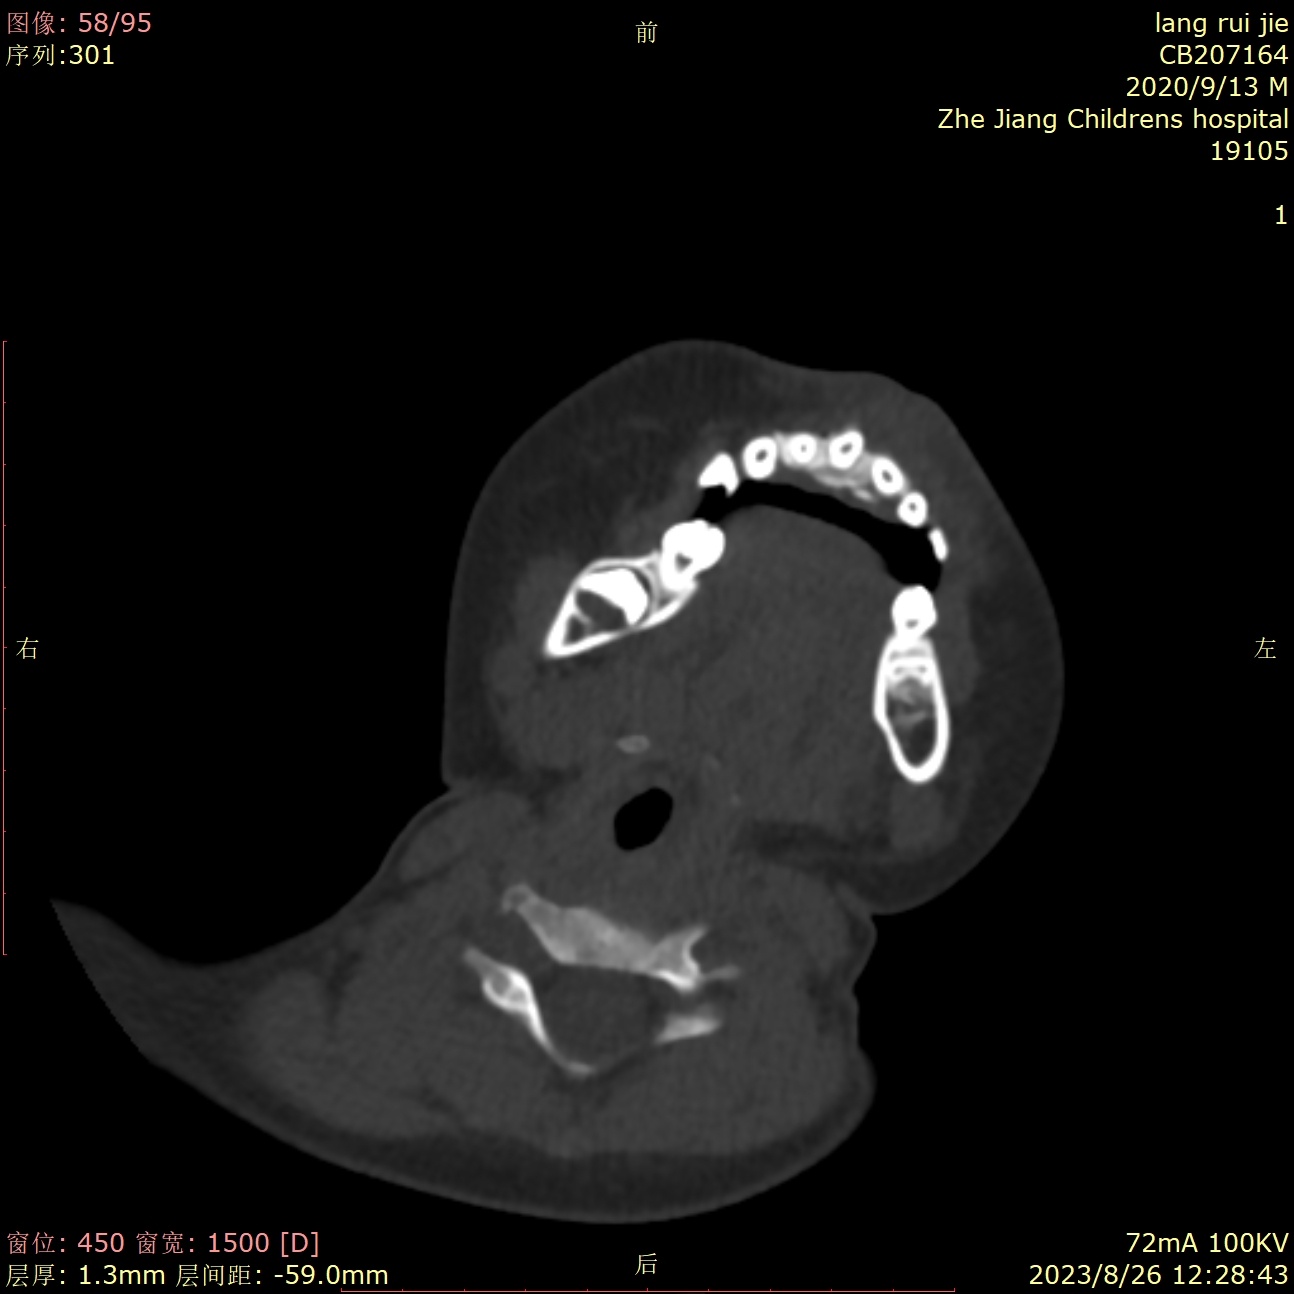 图像: 58/95
序列:301
前
lang rui jie
CB207164
2020/9/13 M
Zhe Jiang Childrens hospital
19105
1
右
左
窗位: 450 窗宽: 1500 [D]
层厚: 1.3mm 层间距: -59.0mm
后
72mA 100KV
2023/8/26 12:28:43